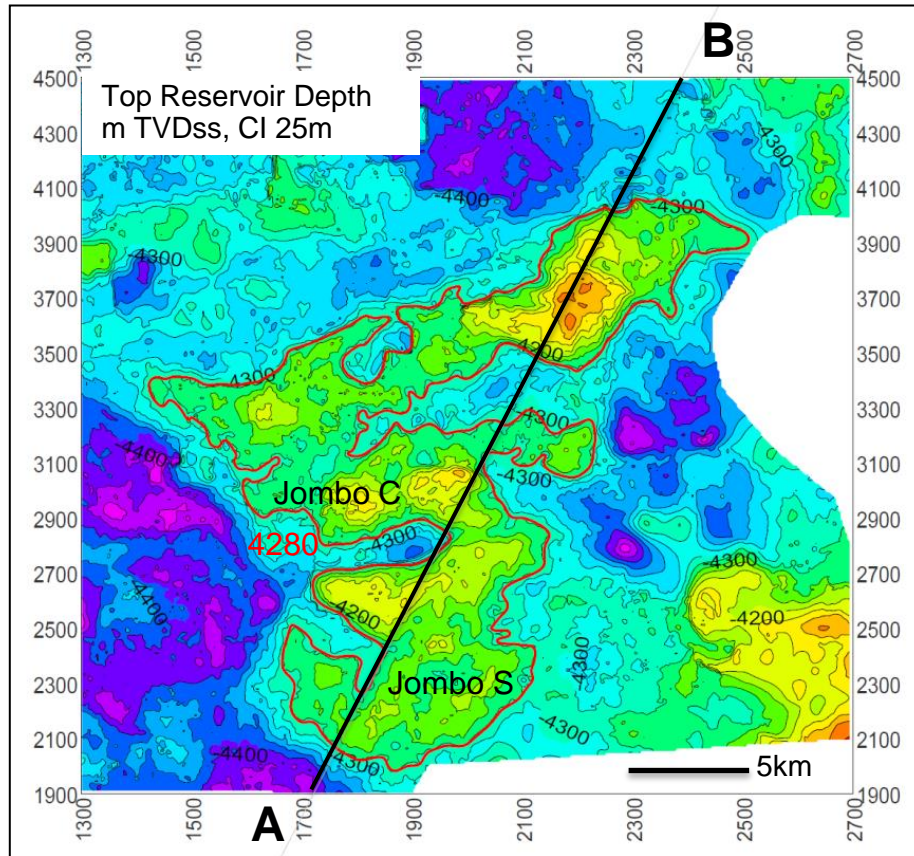 B
1300 1500 1700 1900 2100 2300 2500 2700
4500 4500
Top Reservoir Depth
m TVDss, CI 25m
4300 -4300 4300
4100 -4400 4100
-4300
3900 3900
-4300
3700 3700
-4200
3500 3500
-4300
3300 -4300 3300
-4400
3100 3100
-4300
Jombo C
2900 2900
4280 -4300
2700 -4300 2700
-4400 -4200 -4200
2500 2500
-4300
2300 Jombo S 2300
2100 -4300 2100
-4400 -4300
5km
1900 1900
A
1300 1500 1700 1900 2100 2300 2500 2700